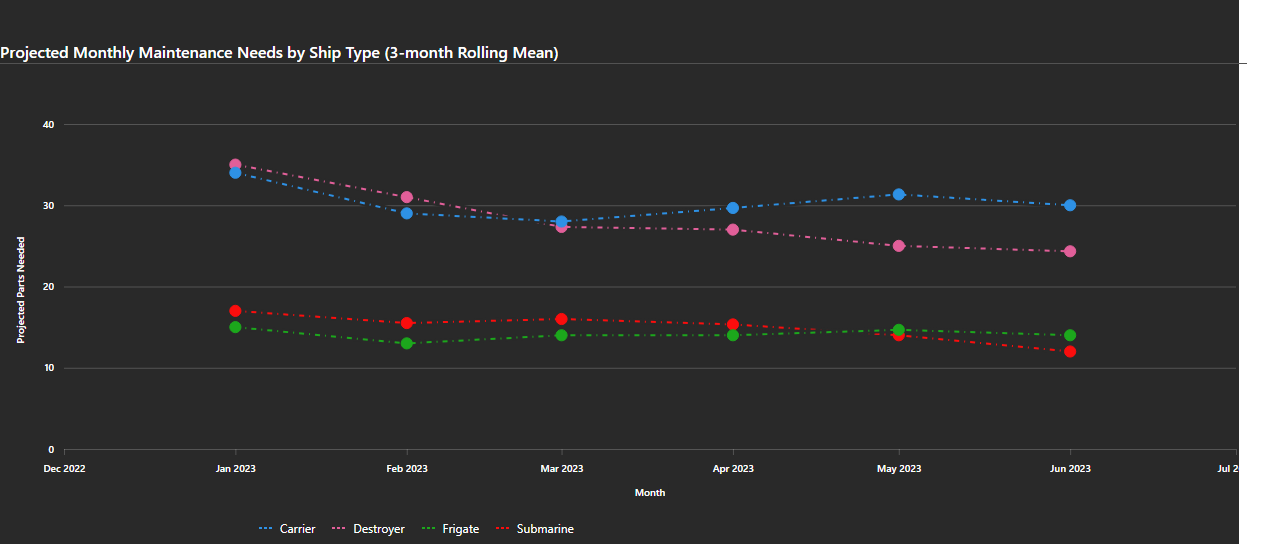 Projected Monthly Maintenance Needs by Ship Type (3-month Rolling Mean)
40
30
20
10
0
Projected Parts Needed
Dec 2022 Jan 2023 Feb 2023 Mar 2023 Apr 2023 May 2023 Jun 2023 Jul 2
Month
Carrier Destroyer Frigate Submarine